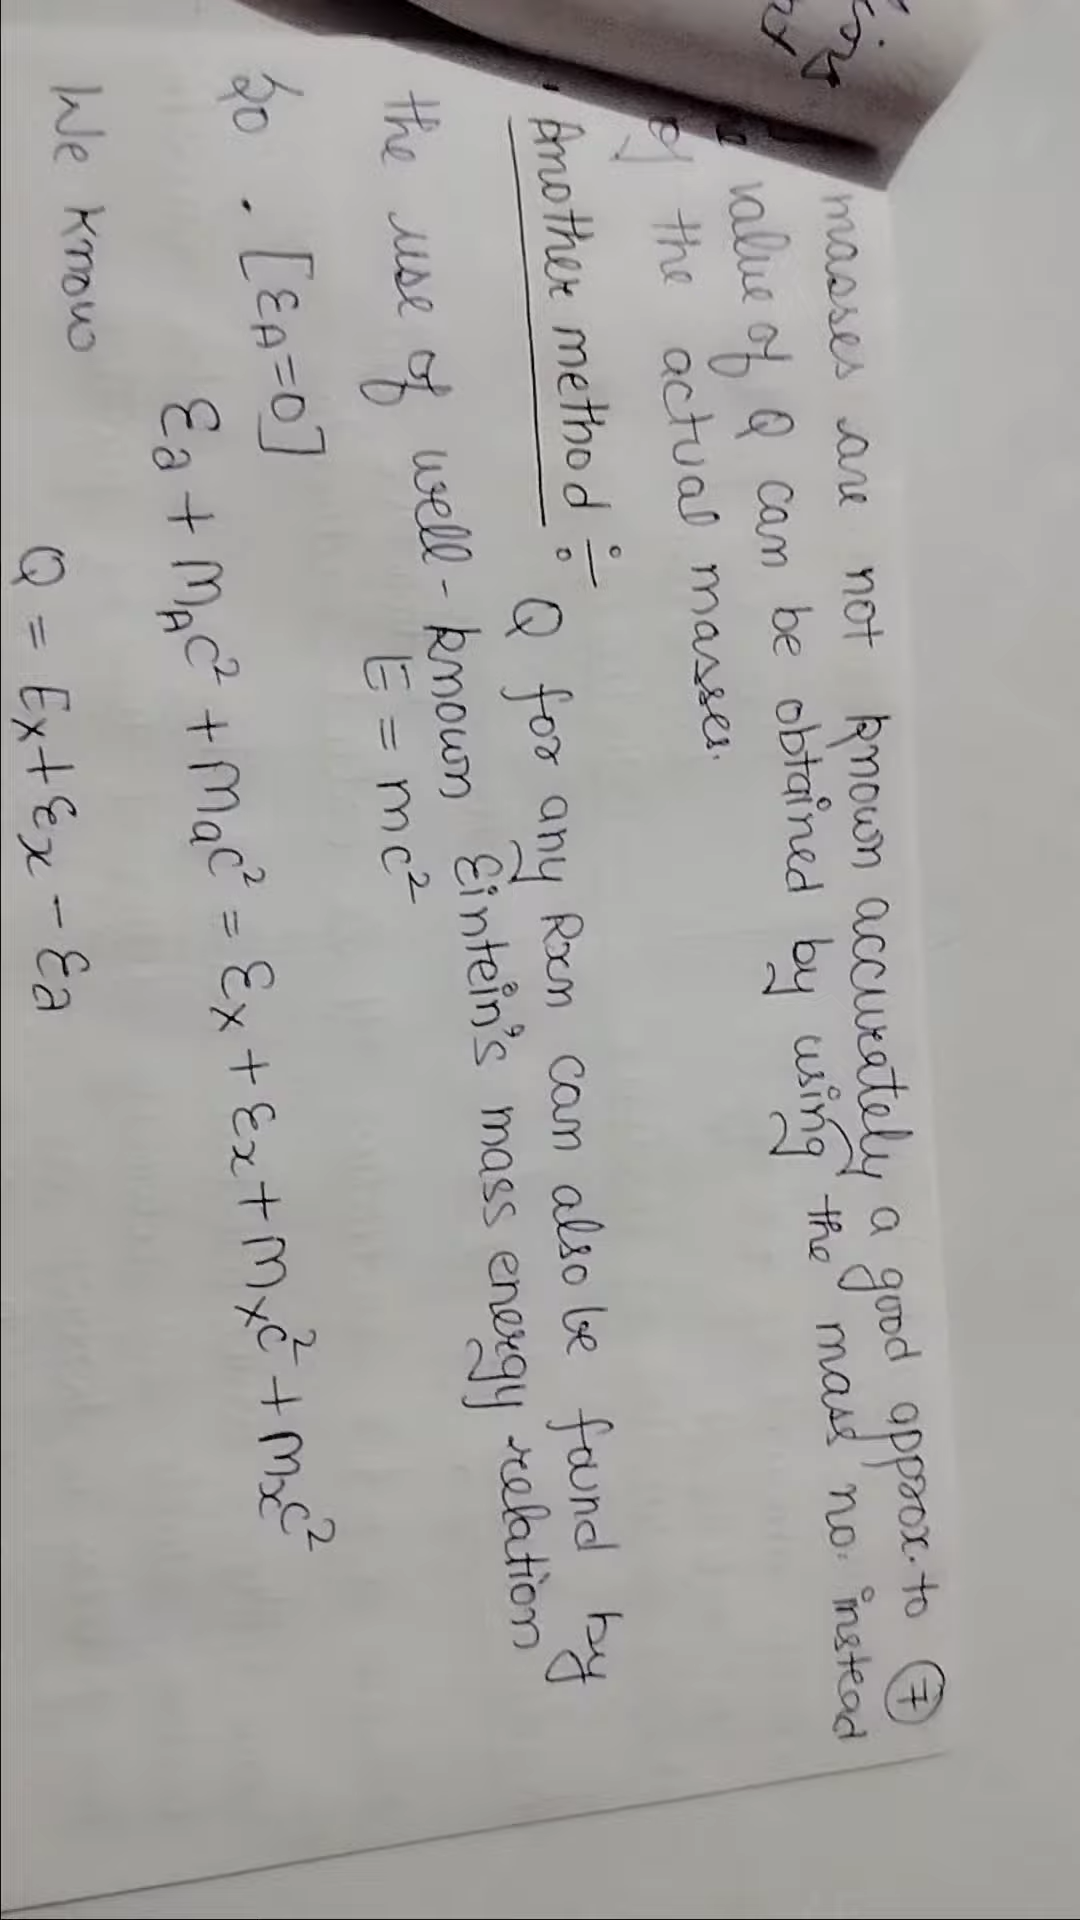 7
masses are not known accurately a good approx. to
value of Q can be obtained by using the mass no. instead
of the actual masses.
. Another method ÷ Q for any Rxn can also be found by
the use of well-known Eintein's mass energy relation
E = mc²
So . [EA=0]
Ea + MAc² + Mac² = Ex + Ex + Mxc² + Mxc²
We know
Q = Ex + Ex - Ea